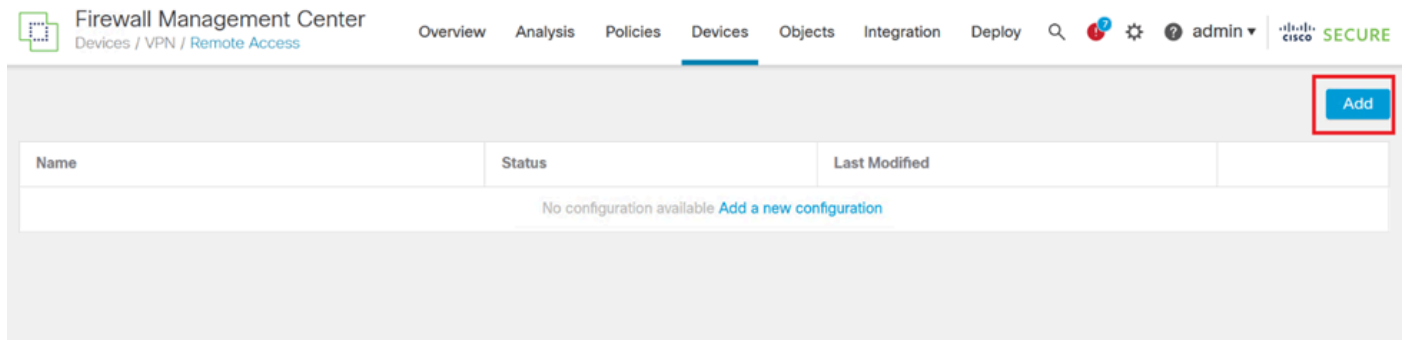 Firewall Management Center
Devices / VPN / Remote Access
Overview Analysis Policies Devices Objects Integration Deploy 7 admin cisco SECURE
Add
Name Status Last Modified
No configuration available Add a new configuration